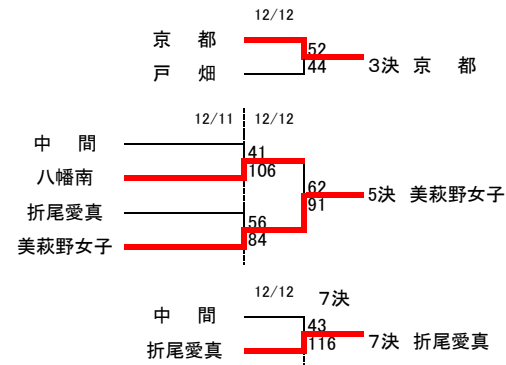 12/12
京 都
52
44
3決 京 都
戸 畑
12/11 12/12
中 間
41
106
八幡南
62
91
5決 美萩野女子
折尾愛真
56
84
美萩野女子
12/12 7決
中 間
43
116
7決 折尾愛真
折尾愛真